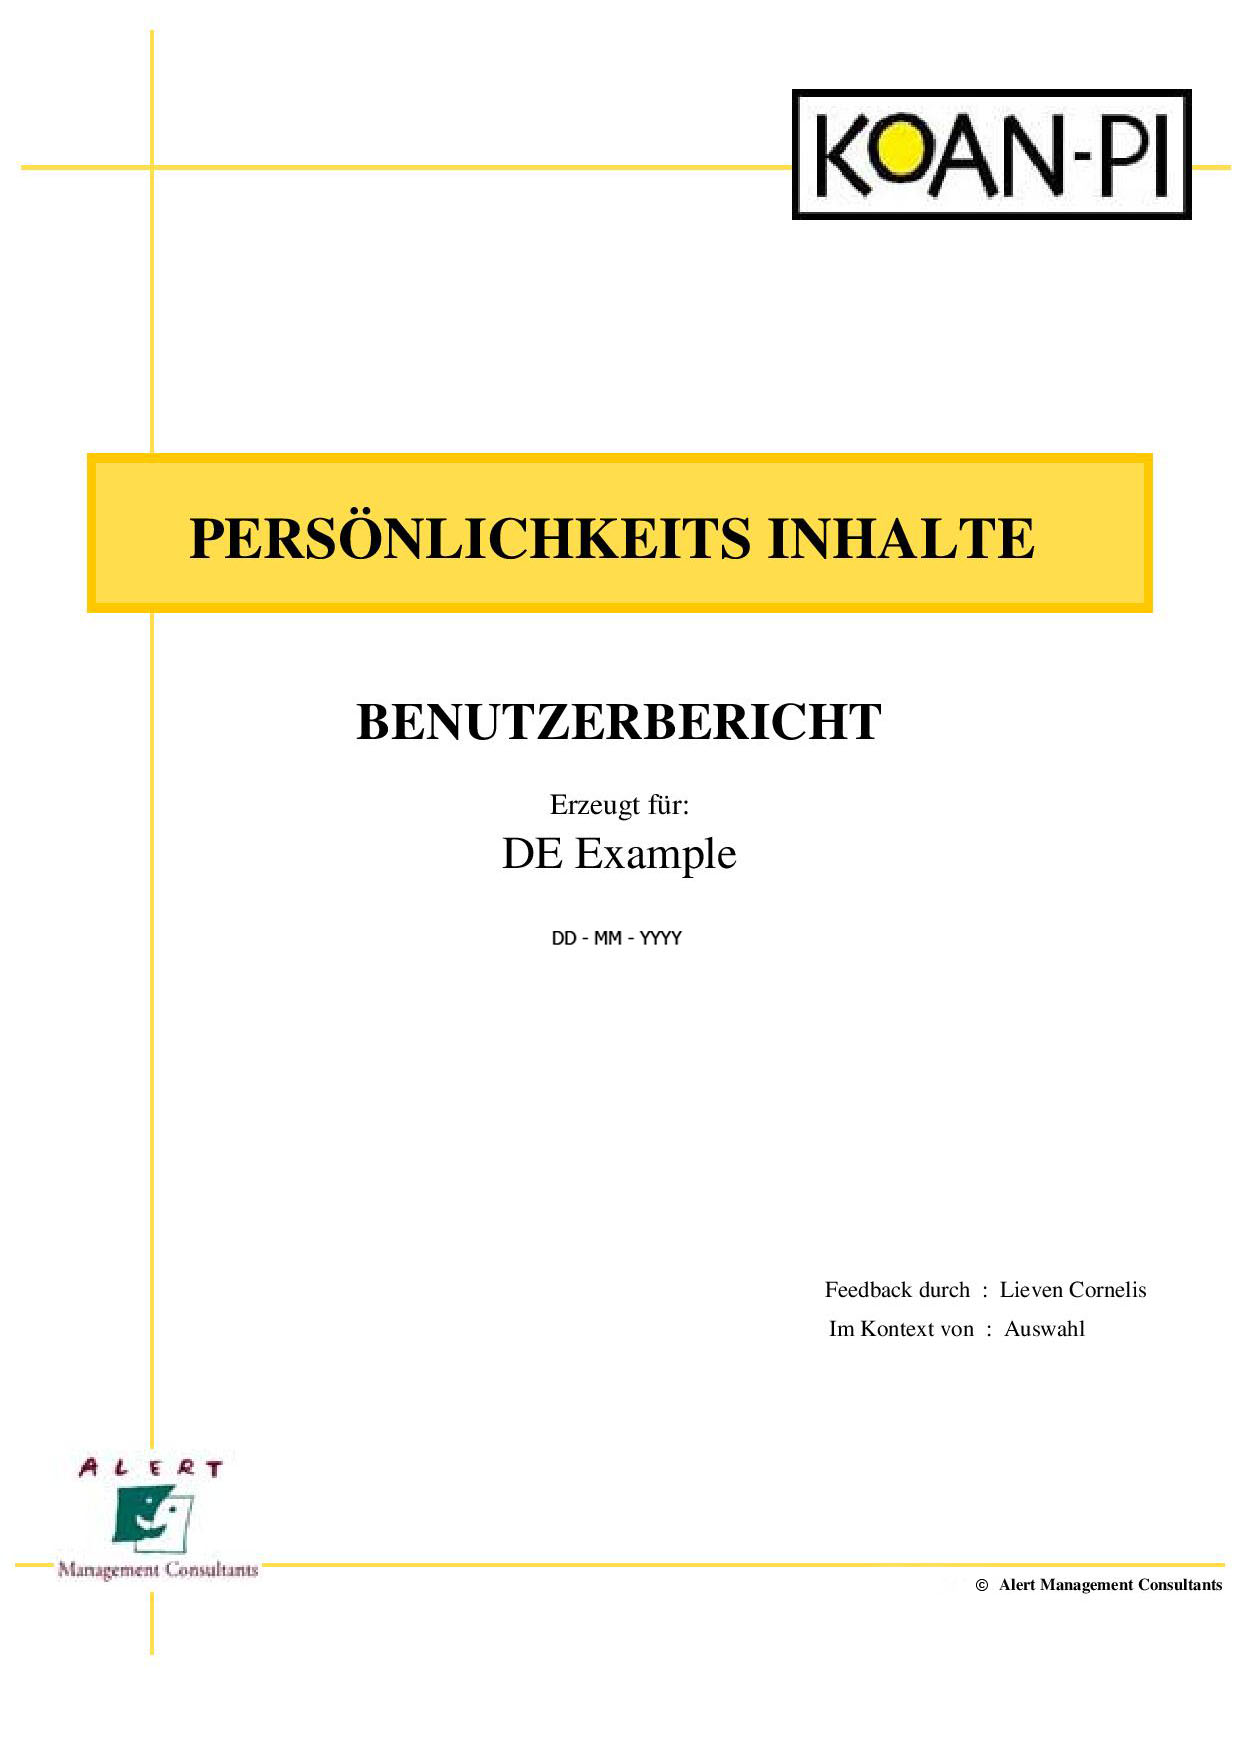 KOAN-PI
PERSÖNLICHKEITS INHALTE
BENUTZERBERICHT
Erzeugt für:
DE Example
DD - MM - YYYY
Feedback durch : Lieven Cornelis
Im Kontext von : Auswahl
ALERT
Management Consultants
© Alert Management Consultants